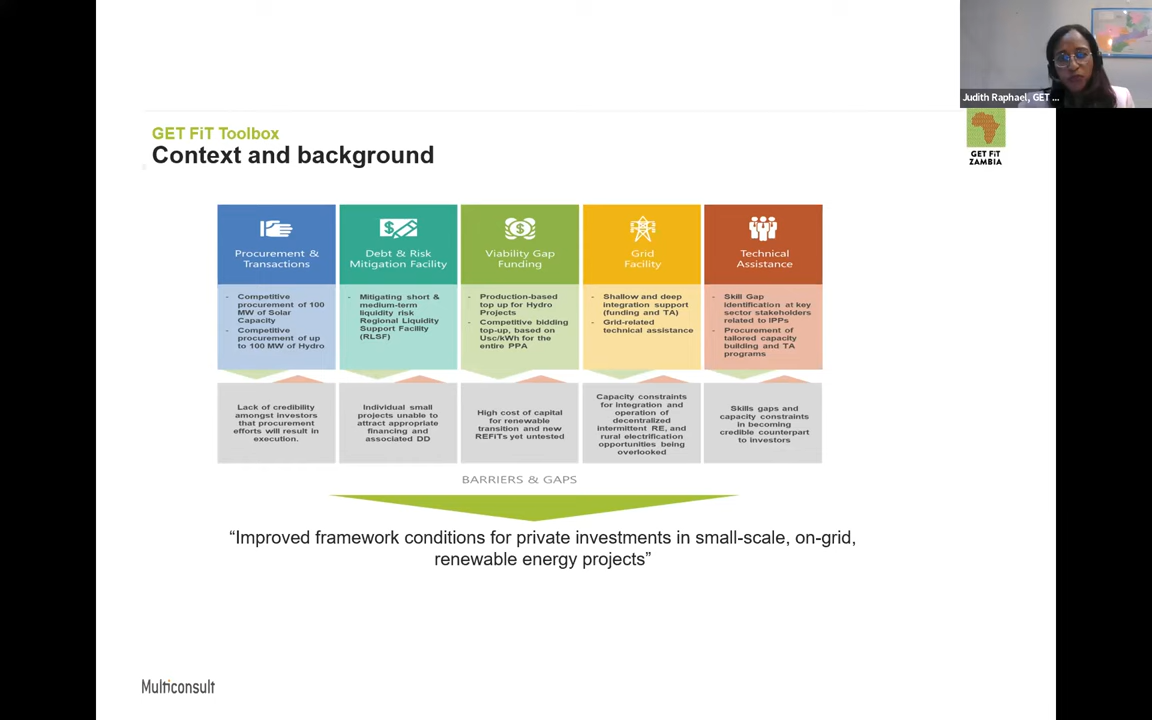 Judith Raphael, GET ...
GET FiT Toolbox
Context and background
GET FiT
ZAMBIA
Procurement &
Transactions
- Competitive
procurement of 100
MW of Solar
Capacity
- Competitive
procurement of up
to 100 MW of Hydro
Lack of credibility
amongst investors
that procurement
efforts will result in
execution.
Debt & Risk
Mitigation Facility
- Mitigating short &
medium-term
liquidity risk
Regional Liquidity
Support Facility
(RLSF)
Individual small
projects unable to
attract appropriate
financing and
associated DD
Viability Gap
Funding
- Production-based
top up for Hydro
Projects
- Competitive bidding
top-up, based on
Usc/kWh for the
entire PPA
High cost of capital
for renewable
transition and new
REFiTs yet untested
Grid
Facility
- Shallow and deep
integration support
(funding and TA)
- Grid-related
technical assistance
Capacity constraints
for integration and
operation of
decentralized
intermittent RE, and
rural electrification
opportunities being
overlooked
Technical
Assistance
- Skill Gap
identification at key
sector stakeholders
related to IPPs
- Procurement of
tailored capacity
building and TA
programs
Skills gaps and
capacity constraints
in becoming
credible counterpart
to investors
BARRIERS & GAPS
“Improved framework conditions for private investments in small-scale, on-grid,
renewable energy projects”
Multiconsult